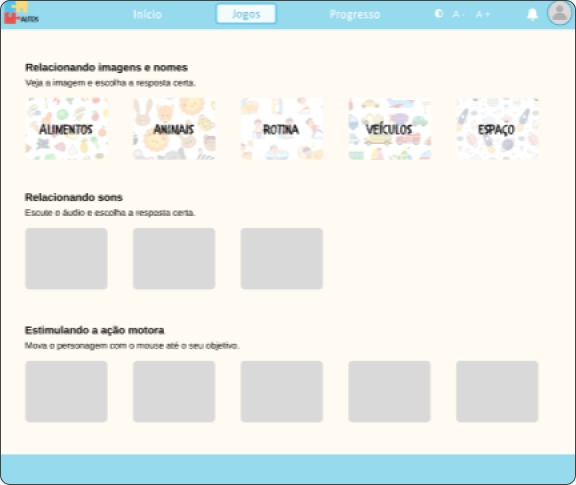 Início Jogos Progresso A- A+
Relacionando imagens e nomes
Veja a imagem e escolha a resposta certa.
ALIMENTOS ANIMAIS ROTINA VEÍCULOS ESPAÇO
Relacionando sons
Escute o áudio e escolha a resposta certa.
Estimulando a ação motora
Mova o personagem com o mouse até o seu objetivo.